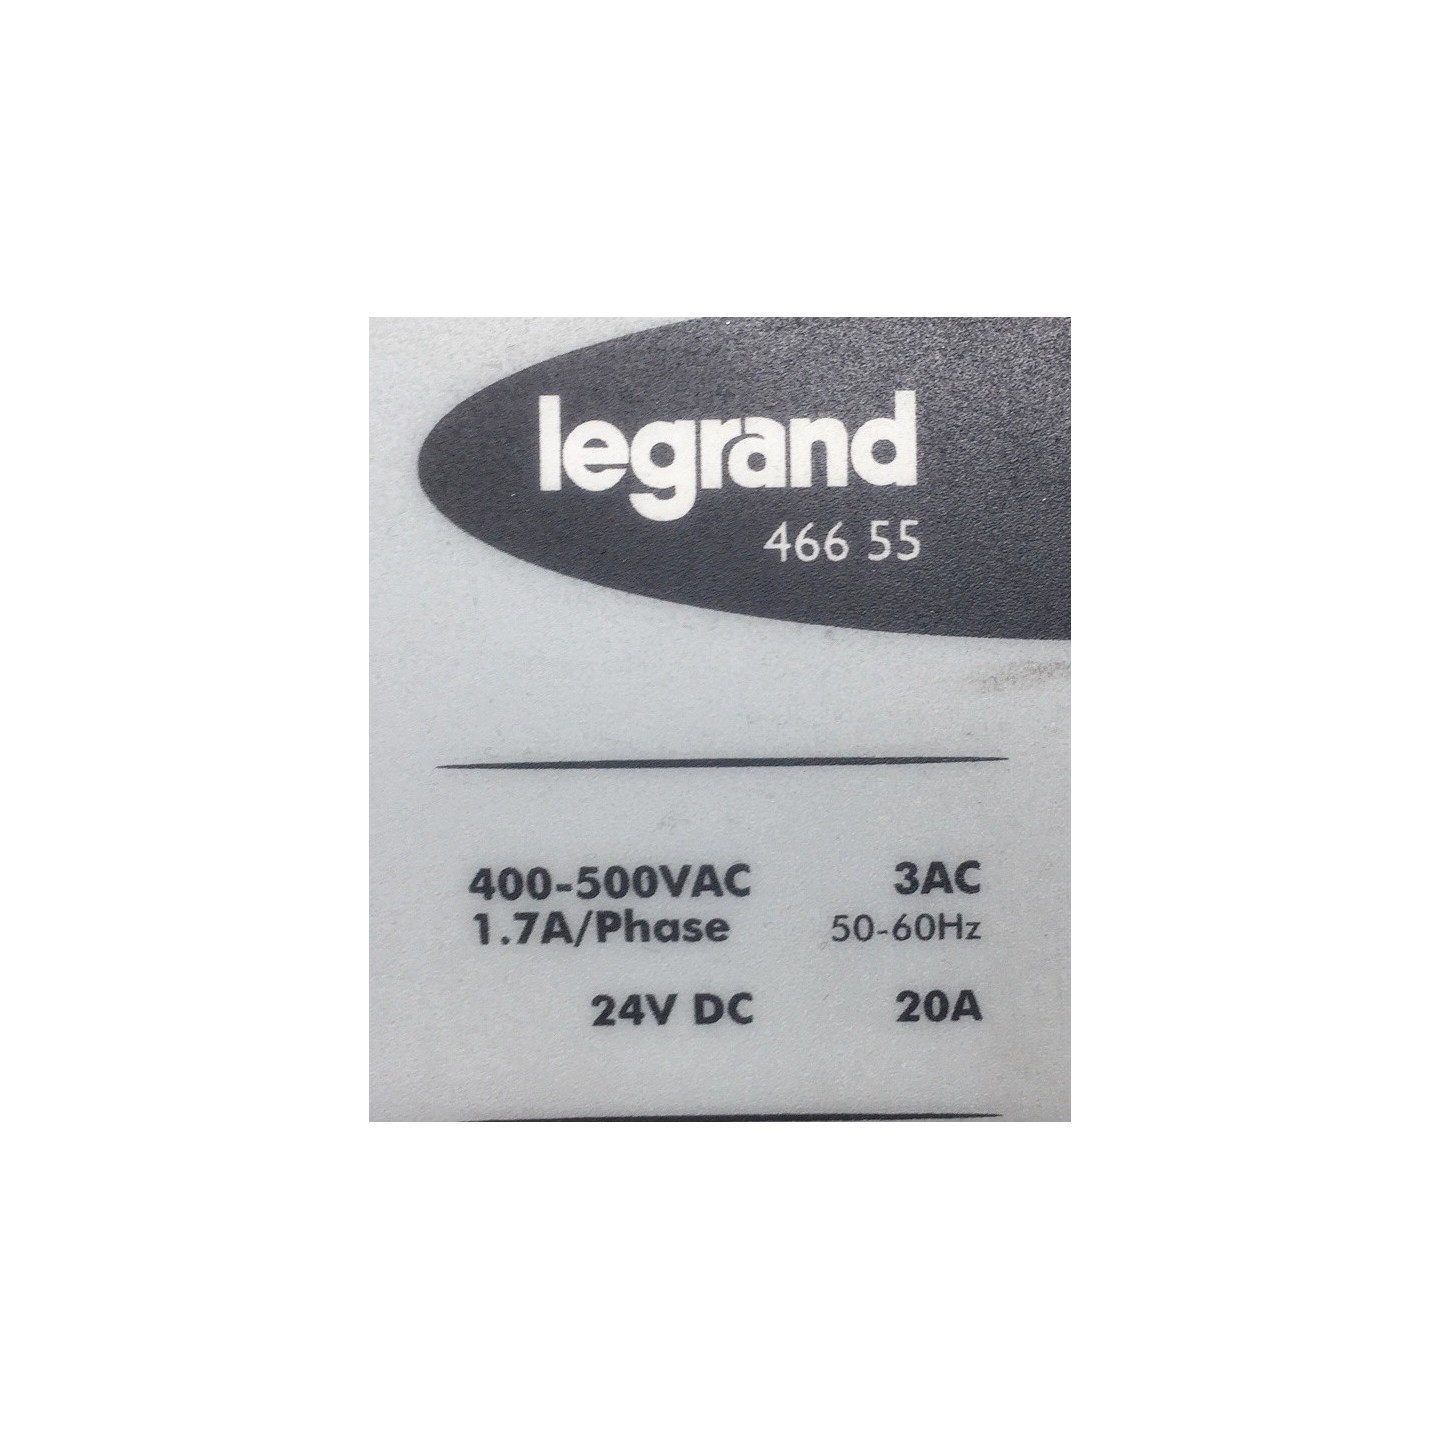 legrand
466 55
400-500VAC 3AC
1.7A/Phase 50-60Hz
24V DC 20A